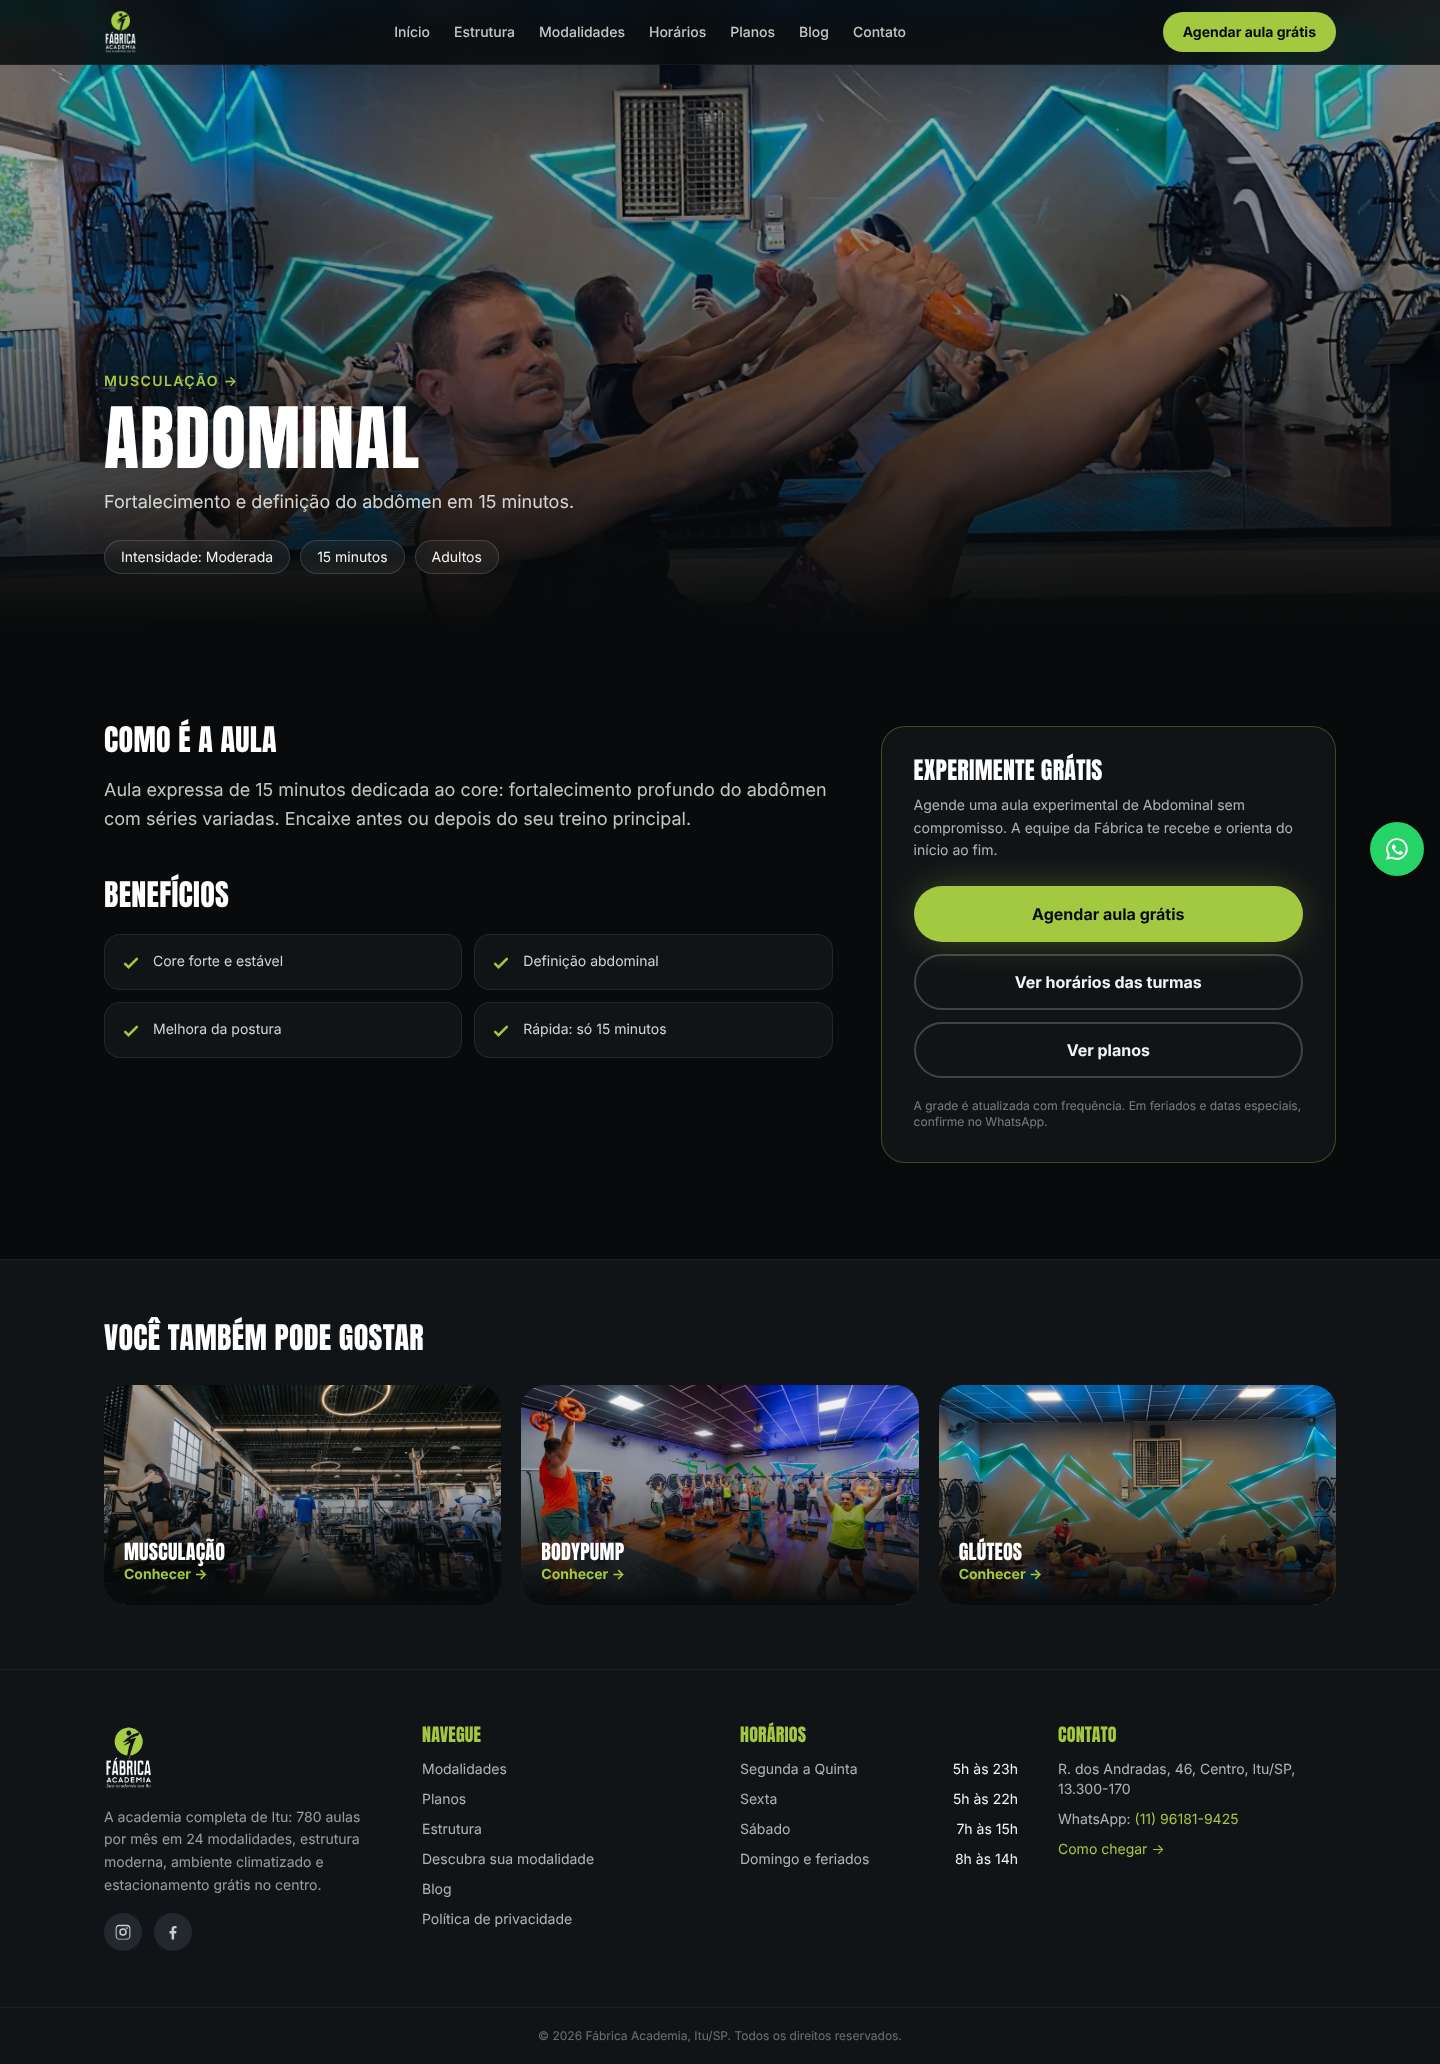 FÁBRICA
ACADEMIA
Início
Estrutura
Modalidades
Horários
Planos
Blog
Contato
Agendar aula grátis
MUSCULAÇÃO →
ABDOMINAL
Fortalecimento e definição do abdômen em 15 minutos.
Intensidade: Moderada
15 minutos
Adultos
COMO É A AULA
Aula expressa de 15 minutos dedicada ao core: fortalecimento profundo do abdômen
com séries variadas. Encaixe antes ou depois do seu treino principal.
BENEFÍCIOS
Core forte e estável
Definição abdominal
Melhora da postura
Rápida: só 15 minutos
EXPERIMENTE GRÁTIS
Agende uma aula experimental de Abdominal sem
compromisso. A equipe da Fábrica te recebe e orienta do
início ao fim.
Agendar aula grátis
Ver horários das turmas
Ver planos
A grade é atualizada com frequência. Em feriados e datas especiais,
confirme no WhatsApp.
VOCÊ TAMBÉM PODE GOSTAR
MUSCULAÇÃO
Conhecer →
BODYPUMP
Conhecer →
GLÚTEOS
Conhecer →
FÁBRICA
ACADEMIA
A academia completa de Itu: 780 aulas
por mês em 24 modalidades, estrutura
moderna, ambiente climatizado e
estacionamento grátis no centro.
NAVEGUE
Modalidades
Planos
Estrutura
Descubra sua modalidade
Blog
Política de privacidade
HORÁRIOS
Segunda a Quinta 5h às 23h
Sexta 5h às 22h
Sábado 7h às 15h
Domingo e feriados 8h às 14h
CONTATO
R. dos Andradas, 46, Centro, Itu/SP,
13.300-170
WhatsApp: (11) 96181-9425
Como chegar →
© 2026 Fábrica Academia, Itu/SP. Todos os direitos reservados.